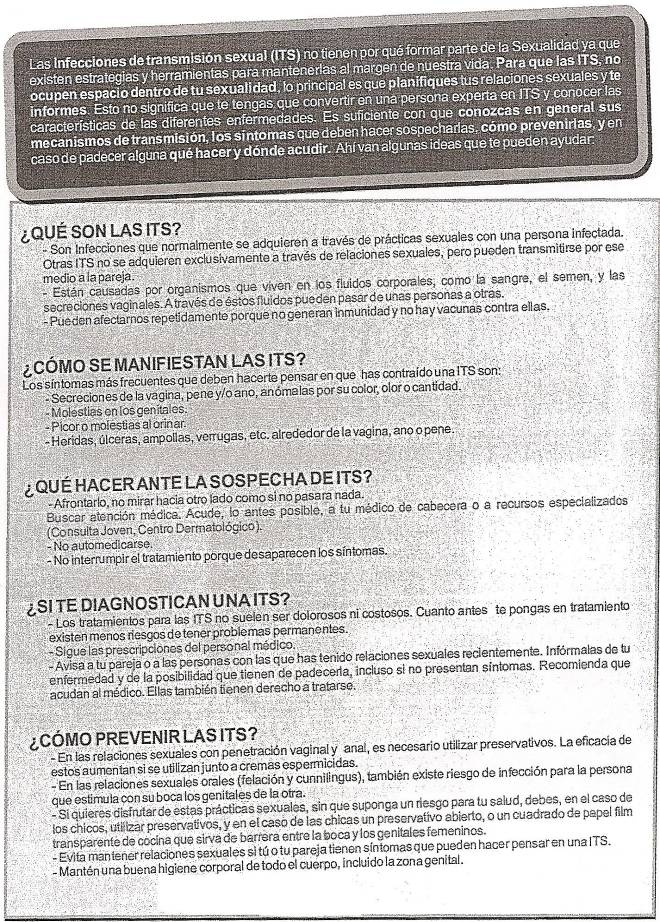 Las Infecciones de transmisión sexual (ITS) no tienen por qué formar parte de la Sexualidad ya que
existen estrategias y herramientas para mantenerlas al margen de nuestra vida. Para que las ITS, no
ocupen espacio dentro de tu sexualidad, lo principal es que planifiques tus relaciones sexuales y te
informes. Esto no significa que te tengas que convertir en una persona experta en ITS y conocer las
características de las diferentes enfermedades. Es suficiente con que conozcas en general sus
mecanismos de transmisión, los síntomas que deben hacer sospecharlas, cómo prevenirlas, y en
caso de padecer alguna qué hacer y dónde acudir. Ahí van algunas ideas que te pueden ayudar:
¿QUÉ SON LAS ITS?
- Son Infecciones que normalmente se adquieren a través de prácticas sexuales con una persona infectada.
Otras ITS no se adquieren exclusivamente a través de relaciones sexuales, pero pueden transmitirse por ese
medio a la pareja.
- Están causadas por organismos que viven en los fluidos corporales, como la sangre, el semen, y las
secreciones vaginales. A través de éstos fluidos pueden pasar de unas personas a otras.
- Pueden afectarnos repetidamente porque no generan inmunidad y no hay vacunas contra ellas.
¿CÓMO SE MANIFIESTAN LAS ITS?
Los síntomas más frecuentes que deben hacerte pensar en que has contraído una ITS son:
- Secreciones de la vagina, pene y/o ano, anómalas por su color, olor o cantidad.
- Molestias en los genitales.
- Picor o molestias al orinar.
- Heridas, úlceras, ampollas, verrugas, etc. alrededor de la vagina, ano o pene.
¿QUÉ HACER ANTE LA SOSPECHA DE ITS?
- Afrontarlo, no mirar hacia otro lado como si no pasara nada.
Buscar atención médica. Acude, lo antes posible, a tu médico de cabecera o a recursos especializados
(Consulta Joven, Centro Dermatológico).
- No automedicarse.
- No interrumpir el tratamiento porque desaparecen los síntomas.
¿SI TE DIAGNOSTICAN UNA ITS?
- Los tratamientos para las ITS no suelen ser dolorosos ni costosos. Cuanto antes te pongas en tratamiento
existen menos riesgos de tener problemas permanentes.
- Sigue las prescripciones del personal médico.
- Avisa a tu pareja o a las personas con las que has tenido relaciones sexuales recientemente. Infórmalas de tu
enfermedad y de la posibilidad que tienen de padecerla, incluso si no presentan síntomas. Recomienda que
acudan al médico. Ellas también tienen derecho a tratarse.
¿CÓMO PREVENIR LAS ITS?
- En las relaciones sexuales con penetración vaginal y anal, es necesario utilizar preservativos. La eficacia de
estos aumentan si se utilizan junto a cremas espermicidas.
- En las relaciones sexuales orales (felación y cunnilingus), también existe riesgo de infección para la persona
que estimula con su boca los genitales de la otra.
- Si quieres disfrutar de estas prácticas sexuales, sin que suponga un riesgo para tu salud, debes, en el caso de
los chicos, utilizar preservativos, y en el caso de las chicas un preservativo abierto, o un cuadrado de papel film
transparente de cocina que sirva de barrera entre la boca y los genitales femeninos.
- Evita mantener relaciones sexuales si tú o tu pareja tienen síntomas que pueden hacer pensar en una ITS.
- Mantén una buena higiene corporal de todo el cuerpo, incluido la zona genital.